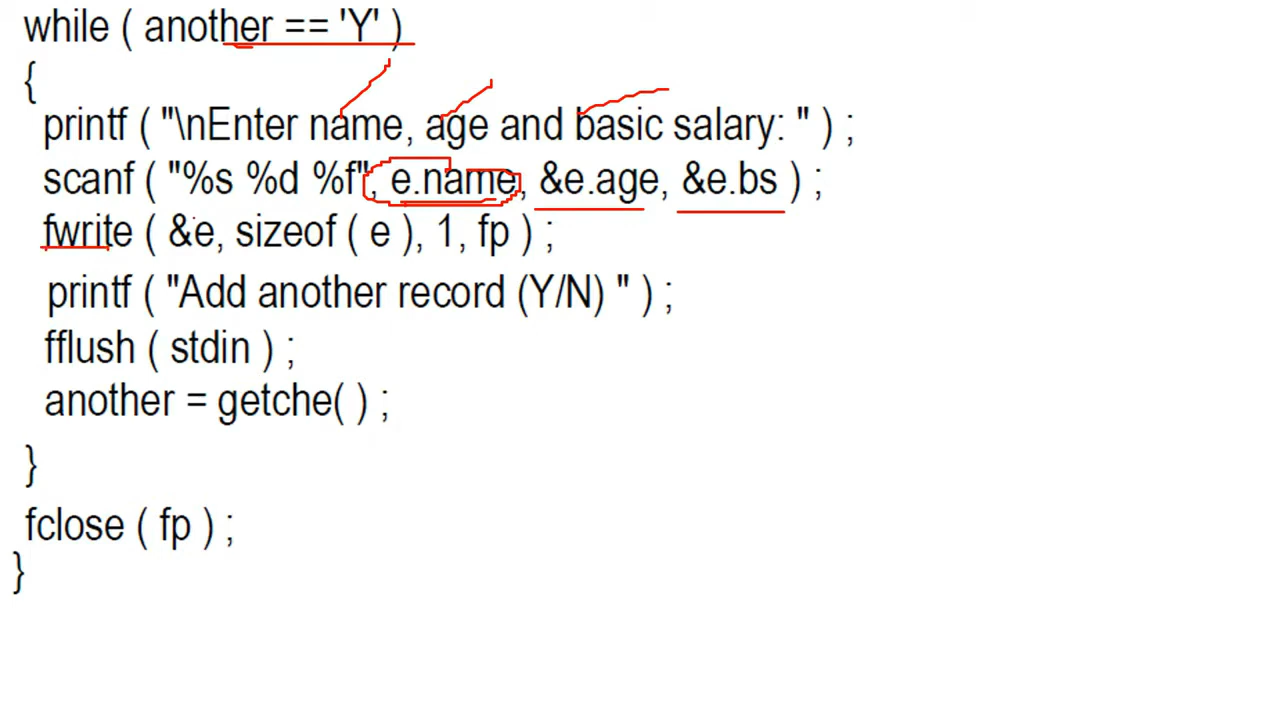 while ( another == 'Y' )
{
printf ( "\nEnter name, age and basic salary: " ) ;
scanf ( "%s %d %f", e.name, &e.age, &e.bs ) ;
fwrite ( &e, sizeof ( e ), 1, fp ) ;
printf ( "Add another record (Y/N) " ) ;
fflush ( stdin ) ;
another = getche( ) ;
}
fclose ( fp ) ;
}